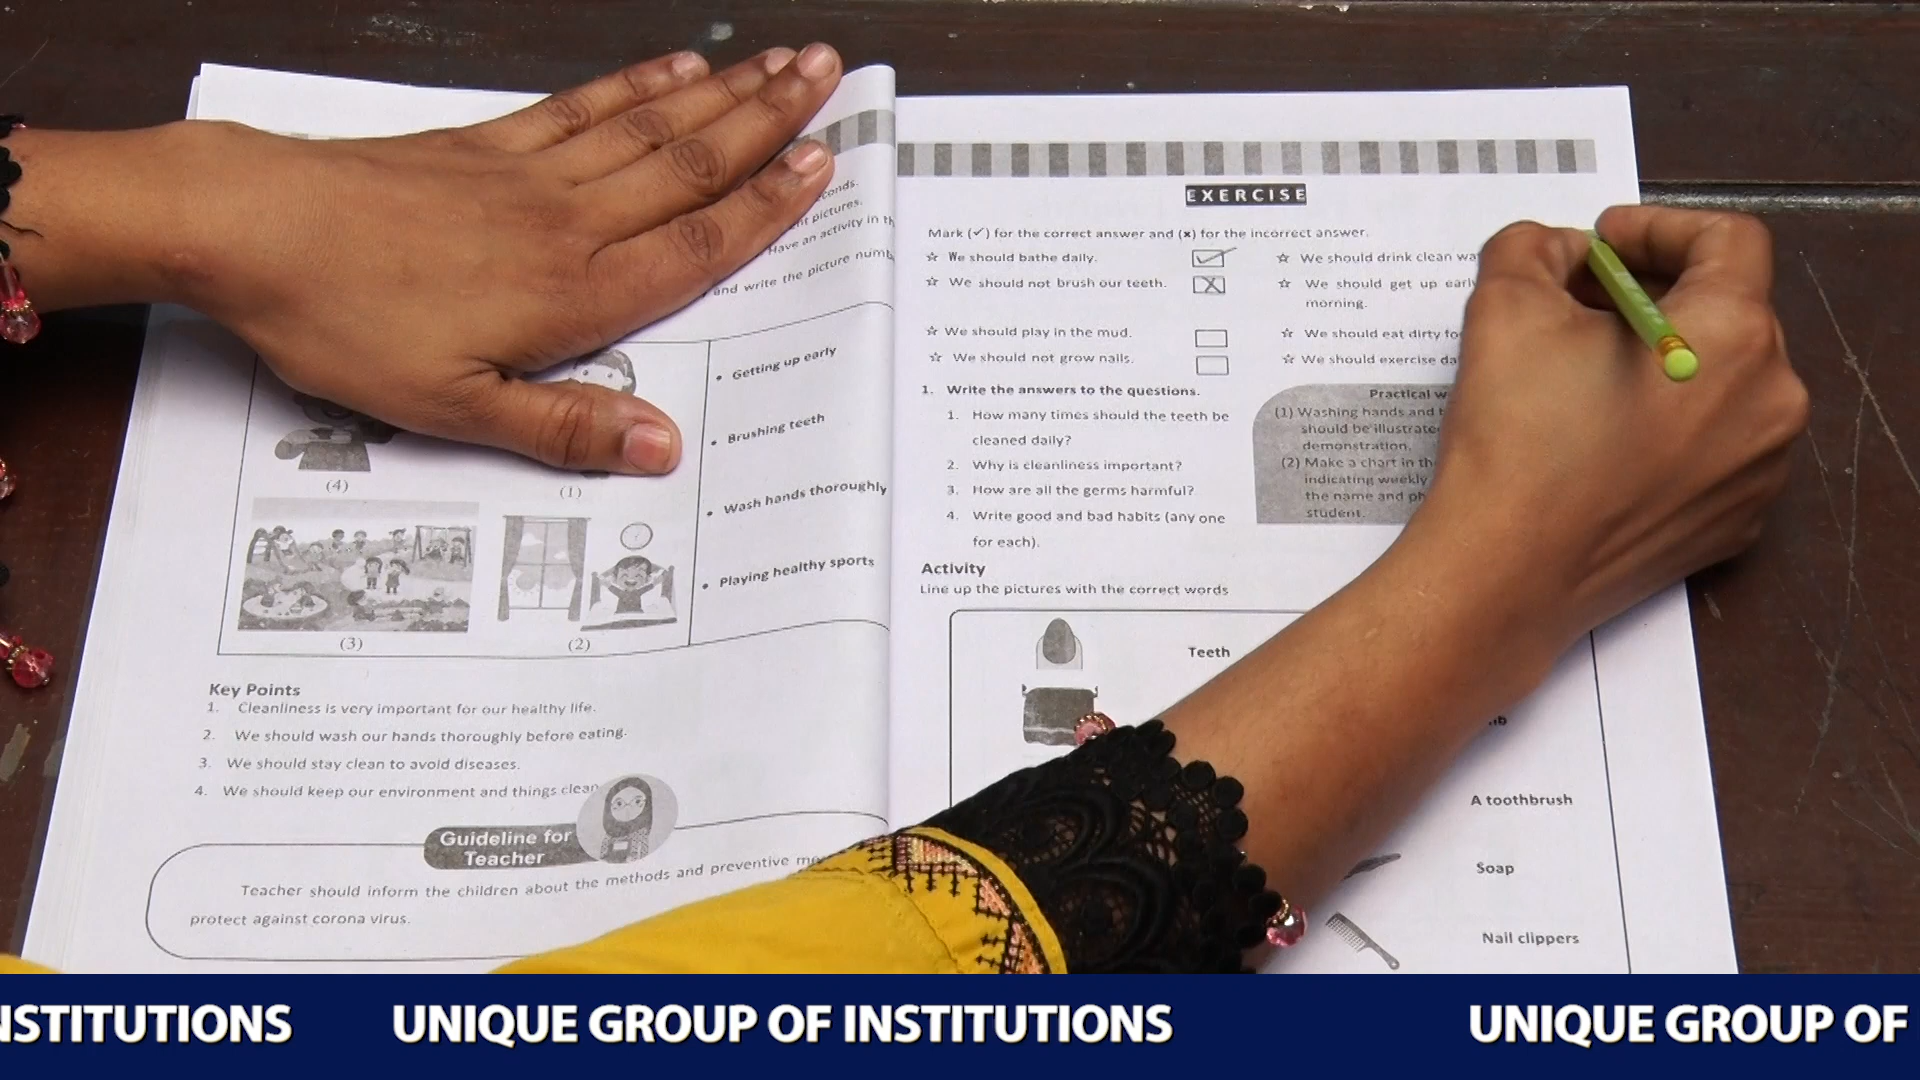 conds.
nt pictures.
Have an activity in th
and write the picture numb
Getting up early
Brushing teeth
Wash hands thoroughly
Playing healthy sports
(4)
(1)
(3)
(2)
Key Points
1. Cleanliness is very important for our healthy life.
2. We should wash our hands thoroughly before eating.
3. We should stay clean to avoid diseases.
4. We should keep our environment and things clean
Guideline for
Teacher
Teacher should inform the children about the methods and preventive me
protect against corona virus.
EXERCISE
Mark (✓) for the correct answer and (×) for the incorrect answer.
☆ We should bathe daily. ✓
☆ We should not brush our teeth. X
☆ We should play in the mud.
☆ We should not grow nails.
☆ We should drink clean wa
☆ We should get up early
morning.
☆ We should eat dirty fo
☆ We should exercise da
1. Write the answers to the questions.
1. How many times should the teeth be
cleaned daily?
2. Why is cleanliness important?
3. How are all the germs harmful?
4. Write good and bad habits (any one
for each).
Practical w
(1) Washing hands and t
should be illustrate
demonstration.
(2) Make a chart in th
indicating weekly
the name and ph
student.
Activity
Line up the pictures with the correct words
Teeth
A toothbrush
Soap
Nail clippers
NSTITUTIONS UNIQUE GROUP OF INSTITUTIONS UNIQUE GROUP OF